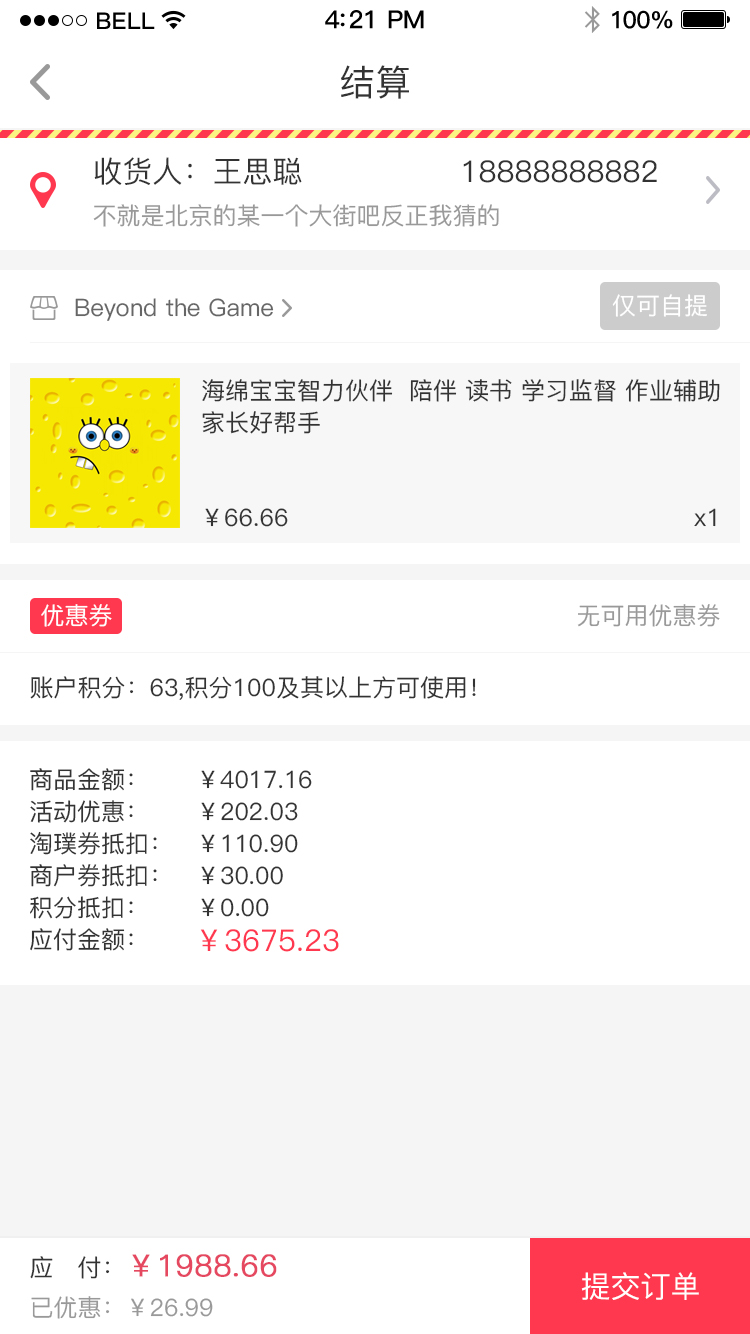 BELL 4:21 PM 100%
结算
收货人：王思聪 18888888882
不就是北京的某一个大街吧反正我猜的
Beyond the Game 仅可自提
海绵宝宝智力伙伴 陪伴 读书 学习监督 作业辅助
家长好帮手
¥66.66 x1
优惠券 无可用优惠券
账户积分：63,积分100及其以上方可使用！
商品金额： ¥4017.16
活动优惠： ¥202.03
淘璞券抵扣： ¥110.90
商户券抵扣： ¥30.00
积分抵扣： ¥0.00
应付金额： ¥3675.23
应 付： ¥1988.66
已优惠： ¥26.99
提交订单